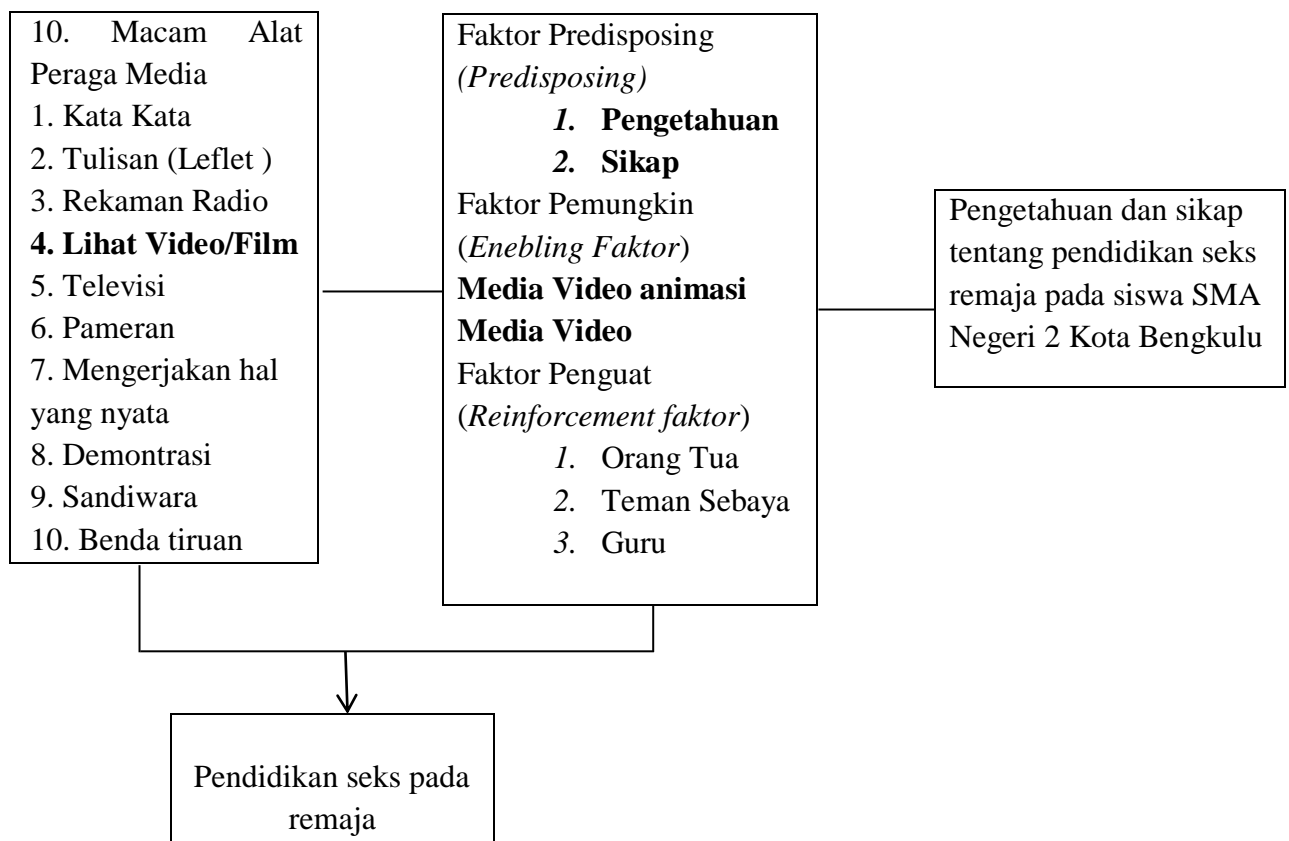 10. Macam Alat
Peraga Media
1. Kata Kata
2. Tulisan (Leflet )
3. Rekaman Radio
4. Lihat Video/Film
5. Televisi
6. Pameran
7. Mengerjakan hal
yang nyata
8. Demontrasi
9. Sandiwara
10. Benda tiruan
Faktor Predisposing
(Predisposing)
1. Pengetahuan
2. Sikap
Faktor Pemungkin
(Enebling Faktor)
Media Video animasi
Media Video
Faktor Penguat
(Reinforcement faktor)
1. Orang Tua
2. Teman Sebaya
3. Guru
Pengetahuan dan sikap
tentang pendidikan seks
remaja pada siswa SMA
Negeri 2 Kota Bengkulu
Pendidikan seks pada
remaja